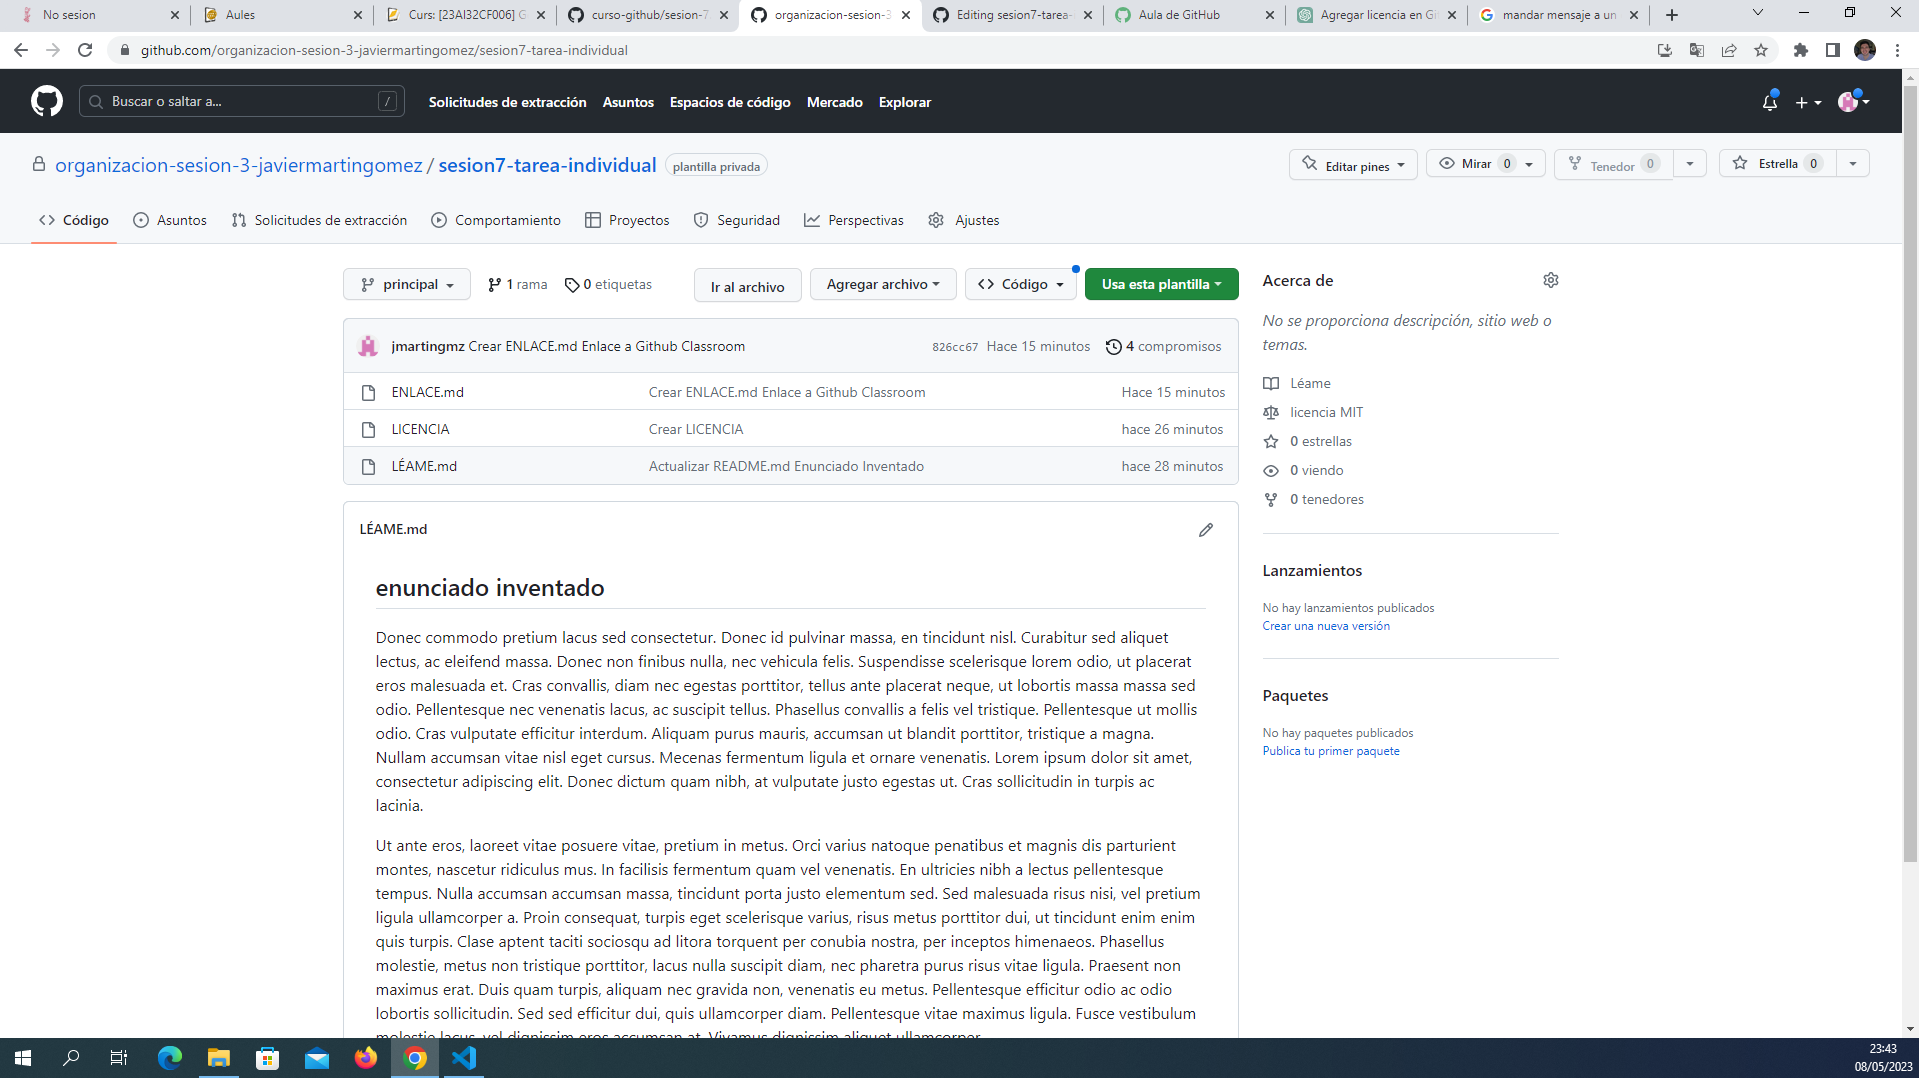 No sesion
Aules
Curs: [23AI32CF006] G
curso-github/sesion-7
organizacion-sesion-3
Editing sesion7-tarea-
Aula de GitHub
Agregar licencia en Gi
mandar mensaje a un
github.com/organizacion-sesion-3-javiermartingomez/sesion7-tarea-individual
Buscar o saltar a...
/
Solicitudes de extracción
Asuntos
Espacios de código
Mercado
Explorar
organizacion-sesion-3-javiermartingomez / sesion7-tarea-individual
plantilla privada
Editar pines
Mirar 0
Tenedor 0
Estrella 0
Código
Asuntos
Solicitudes de extracción
Comportamiento
Proyectos
Seguridad
Perspectivas
Ajustes
principal
1 rama
0 etiquetas
Ir al archivo
Agregar archivo
Código
Usa esta plantilla
jmartingmz Crear ENLACE.md Enlace a Github Classroom
826cc67 Hace 15 minutos
4 compromisos
ENLACE.md
Crear ENLACE.md Enlace a Github Classroom
Hace 15 minutos
LICENCIA
Crear LICENCIA
hace 26 minutos
LÉAME.md
Actualizar README.md Enunciado Inventado
hace 28 minutos
LÉAME.md
enunciado inventado
Donec commodo pretium lacus sed consectetur. Donec id pulvinar massa, en tincidunt nisl. Curabitur sed aliquet
lectus, ac eleifend massa. Donec non finibus nulla, nec vehicula felis. Suspendisse scelerisque lorem odio, ut placerat
eros malesuada et. Cras convallis, diam nec egestas porttitor, tellus ante placerat neque, ut lobortis massa massa sed
odio. Pellentesque nec venenatis lacus, ac suscipit tellus. Phasellus convallis a felis vel tristique. Pellentesque ut mollis
odio. Cras vulputate efficitur interdum. Aliquam purus mauris, accumsan ut blandit porttitor, tristique a magna.
Nullam accumsan vitae nisl eget cursus. Mecenas fermentum ligula et ornare venenatis. Lorem ipsum dolor sit amet,
consectetur adipiscing elit. Donec dictum quam nibh, at vulputate justo egestas ut. Cras sollicitudin in turpis ac
lacinia.
Ut ante eros, laoreet vitae posuere vitae, pretium in metus. Orci varius natoque penatibus et magnis dis parturient
montes, nascetur ridiculus mus. In facilisis fermentum quam vel venenatis. En ultricies nibh a lectus pellentesque
tempus. Nulla accumsan accumsan massa, tincidunt porta justo elementum sed. Sed malesuada risus nisi, vel pretium
ligula ullamcorper a. Proin consequat, turpis eget scelerisque varius, risus metus porttitor dui, ut tincidunt enim enim
quis turpis. Clase aptent taciti sociosqu ad litora torquent per conubia nostra, per inceptos himenaeos. Phasellus
molestie, metus non tristique porttitor, lacus nulla suscipit diam, nec pharetra purus risus vitae ligula. Praesent non
maximus erat. Duis quam turpis, aliquam nec gravida non, venenatis eu metus. Pellentesque efficitur odio ac odio
lobortis sollicitudin. Sed sed efficitur dui, quis ullamcorper diam. Pellentesque vitae maximus ligula. Fusce vestibulum
molestie lacus, vel dignissim eros accumsan at. Vivamus dignissim aliquet ullamcorper.
Acerca de
No se proporciona descripción, sitio web o
temas.
Léame
licencia MIT
0 estrellas
0 viendo
0 tenedores
Lanzamientos
No hay lanzamientos publicados
Crear una nueva versión
Paquetes
No hay paquetes publicados
Publica tu primer paquete
23:43
08/05/2023